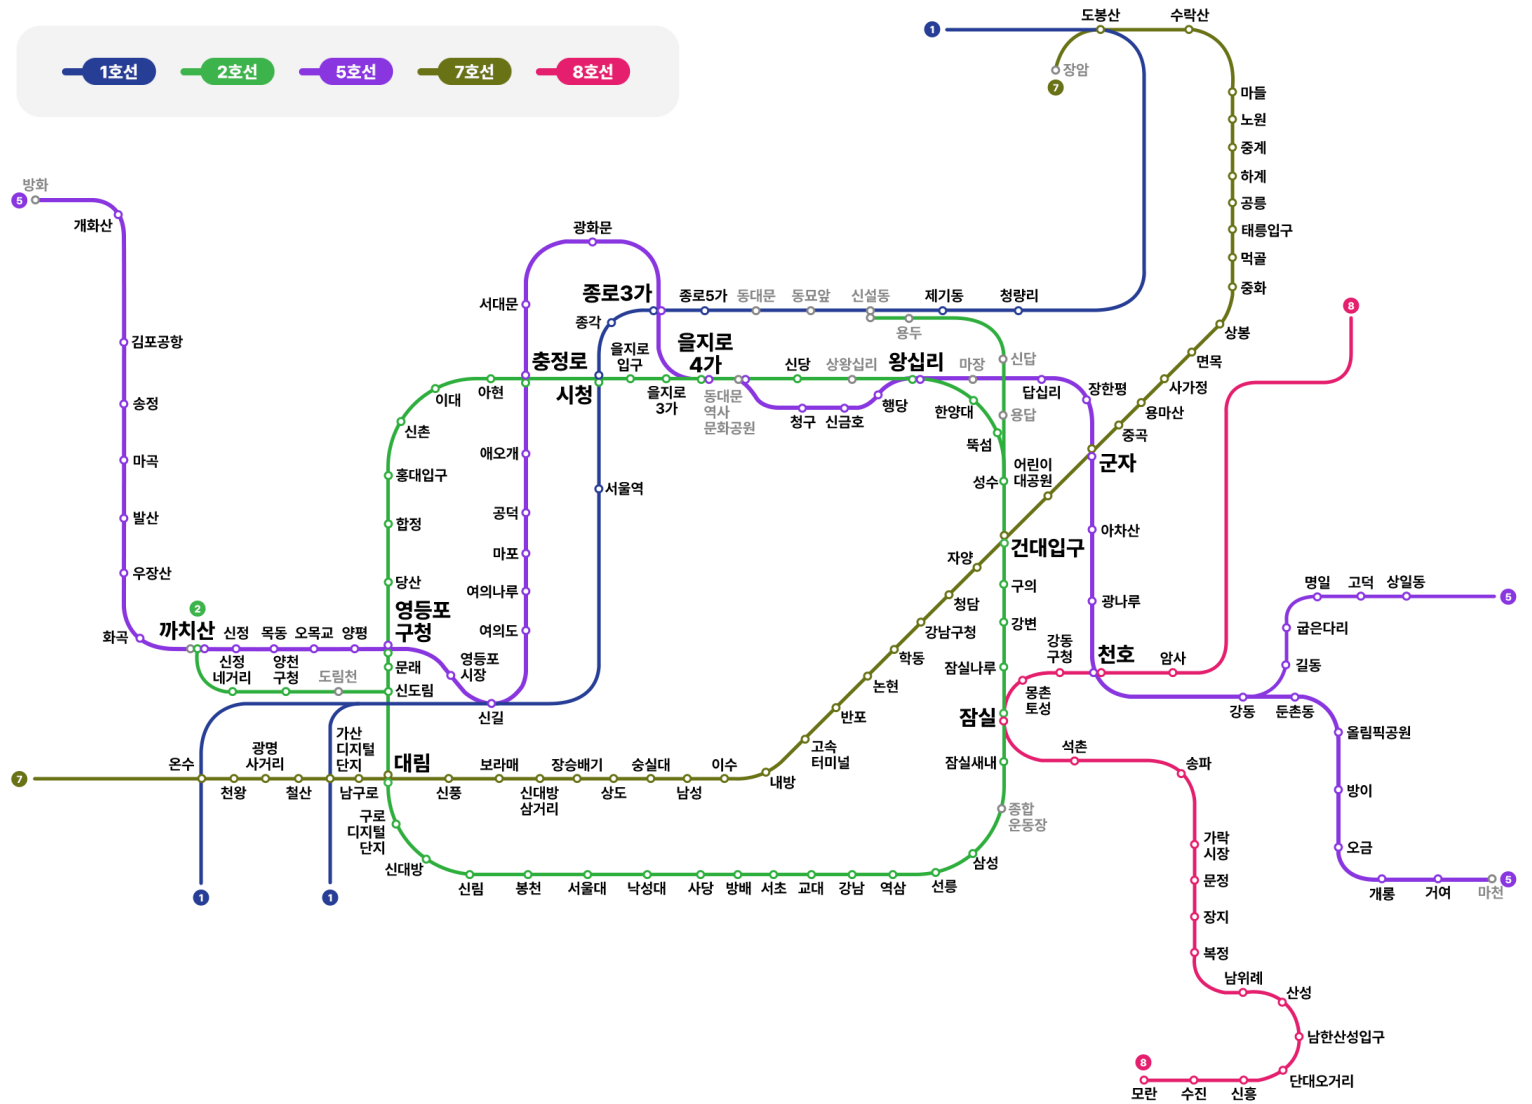 1호선
2호선
5호선
7호선
8호선
1
도봉산
수락산
장암
7
마들
노원
중계
하계
공릉
태릉입구
먹골
중화
상봉
면목
사가정
용마산
중곡
5
방화
개화산
김포공항
송정
마곡
발산
우장산
화곡
2
까치산
신정
목동
오목교
양평
신정
네거리
양천
구청
도림천
영등포
구청
문래
신도림
영등포
시장
신길
광화문
서대문
종로3가
종각
종로5가
동대문
동묘앞
신설동
제기동
청량리
용두
신답
용답
충정로
시청
을지로
입구
을지로
3가
을지로
4가
동대문
역사
문화공원
신당
상왕십리
왕십리
마장
답십리
장한평
청구
신금호
행당
한양대
뚝섬
성수
어린이
대공원
군자
아차산
광나루
이대
아현
신촌
홍대입구
합정
당산
애오개
공덕
마포
여의나루
여의도
서울역
건대입구
자양
청담
강남구청
학동
논현
반포
고속
터미널
내방
구의
강변
잠실나루
잠실
잠실새내
종합
운동장
삼성
강동
구청
몽촌
토성
천호
암사
8
명일
고덕
상일동
5
굽은다리
길동
강동
둔촌동
올림픽공원
방이
오금
개롱
거여
마천
5
석촌
송파
가락
시장
문정
장지
복정
남위례
산성
남한산성입구
단대오거리
신흥
수진
모란
8
7
온수
천왕
광명
사거리
철산
가산
디지털
단지
남구로
대림
신풍
보라매
신대방
삼거리
장승배기
상도
숭실대
남성
이수
구로
디지털
단지
신대방
신림
봉천
서울대
낙성대
사당
방배
서초
교대
강남
역삼
선릉
1
1